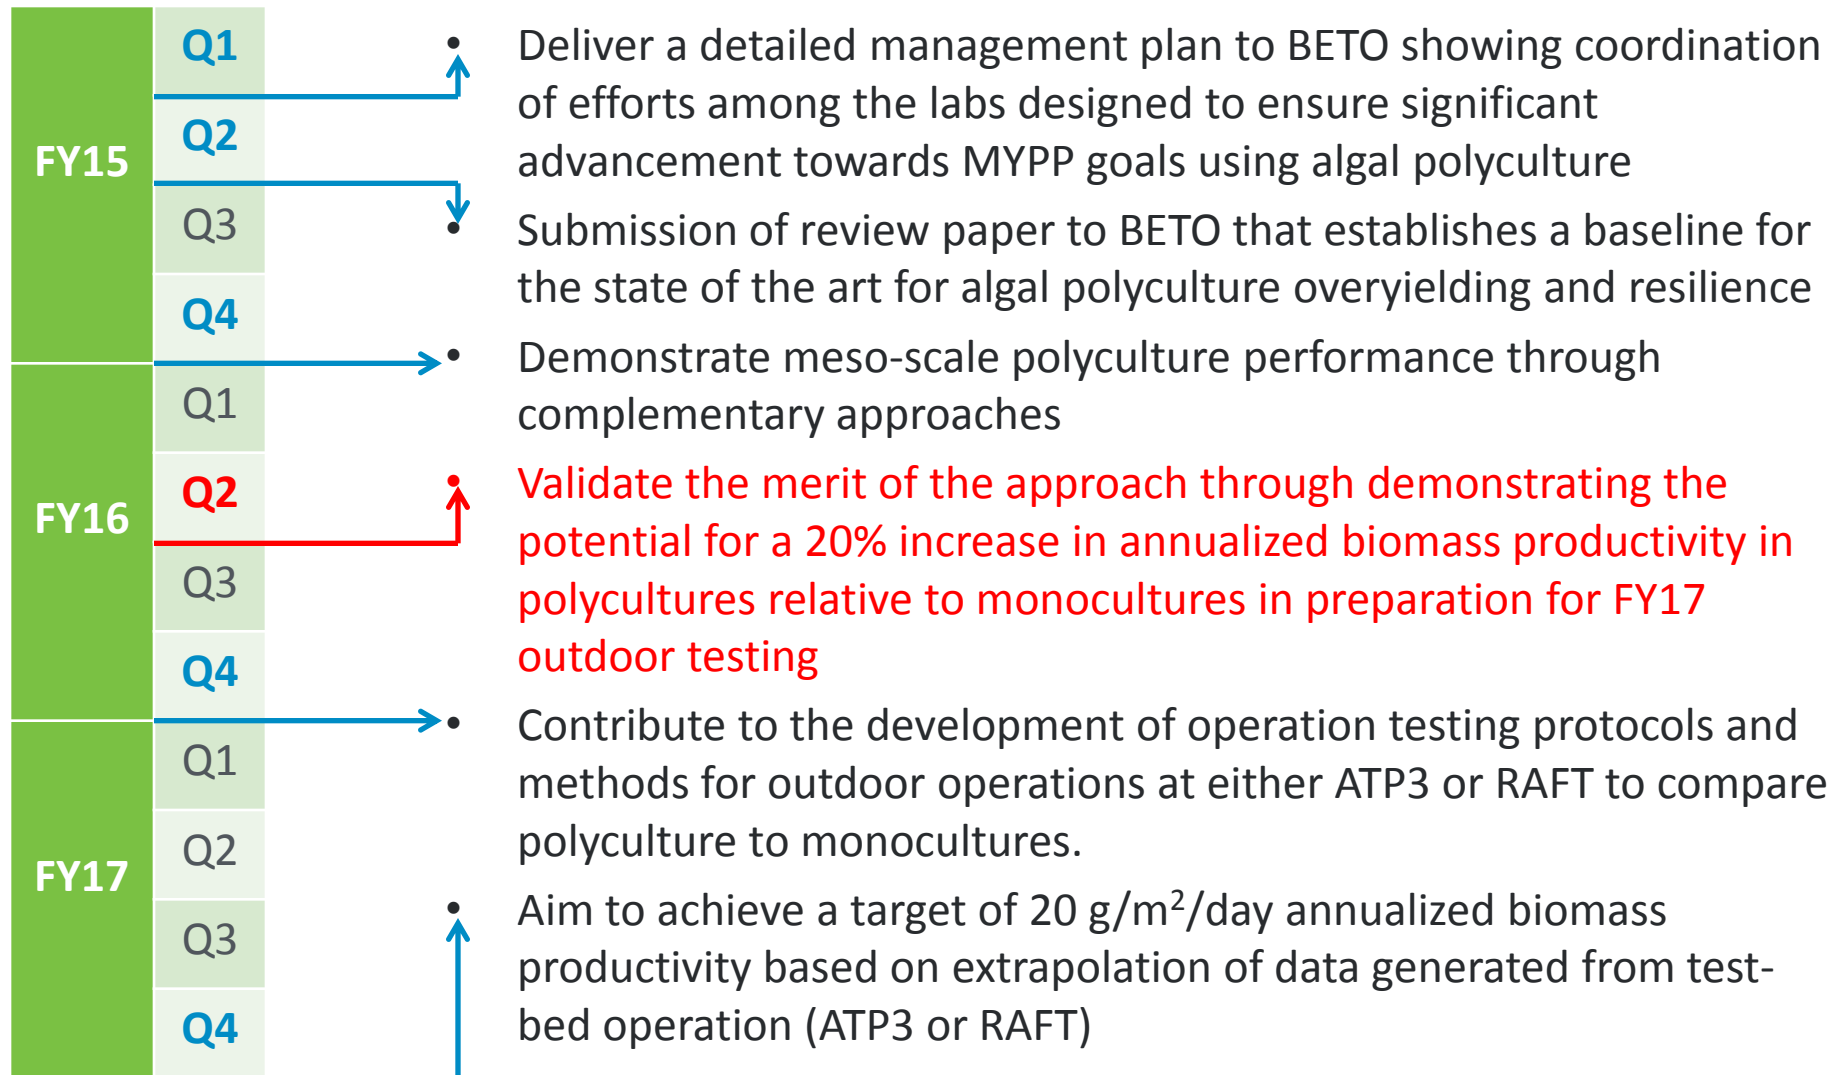 FY15
Q1
Q2
Q3
Q4
FY16
Q1
Q2
Q3
Q4
FY17
Q1
Q2
Q3
Q4
• Deliver a detailed management plan to BETO showing coordination
of efforts among the labs designed to ensure significant
advancement towards MYPP goals using algal polyculture
• Submission of review paper to BETO that establishes a baseline for
the state of the art for algal polyculture overyielding and resilience
• Demonstrate meso-scale polyculture performance through
complementary approaches
• Validate the merit of the approach through demonstrating the
potential for a 20% increase in annualized biomass productivity in
polycultures relative to monocultures in preparation for FY17
outdoor testing
• Contribute to the development of operation testing protocols and
methods for outdoor operations at either ATP3 or RAFT to compare
polyculture to monocultures.
• Aim to achieve a target of 20 g/m²/day annualized biomass
productivity based on extrapolation of data generated from test-
bed operation (ATP3 or RAFT)